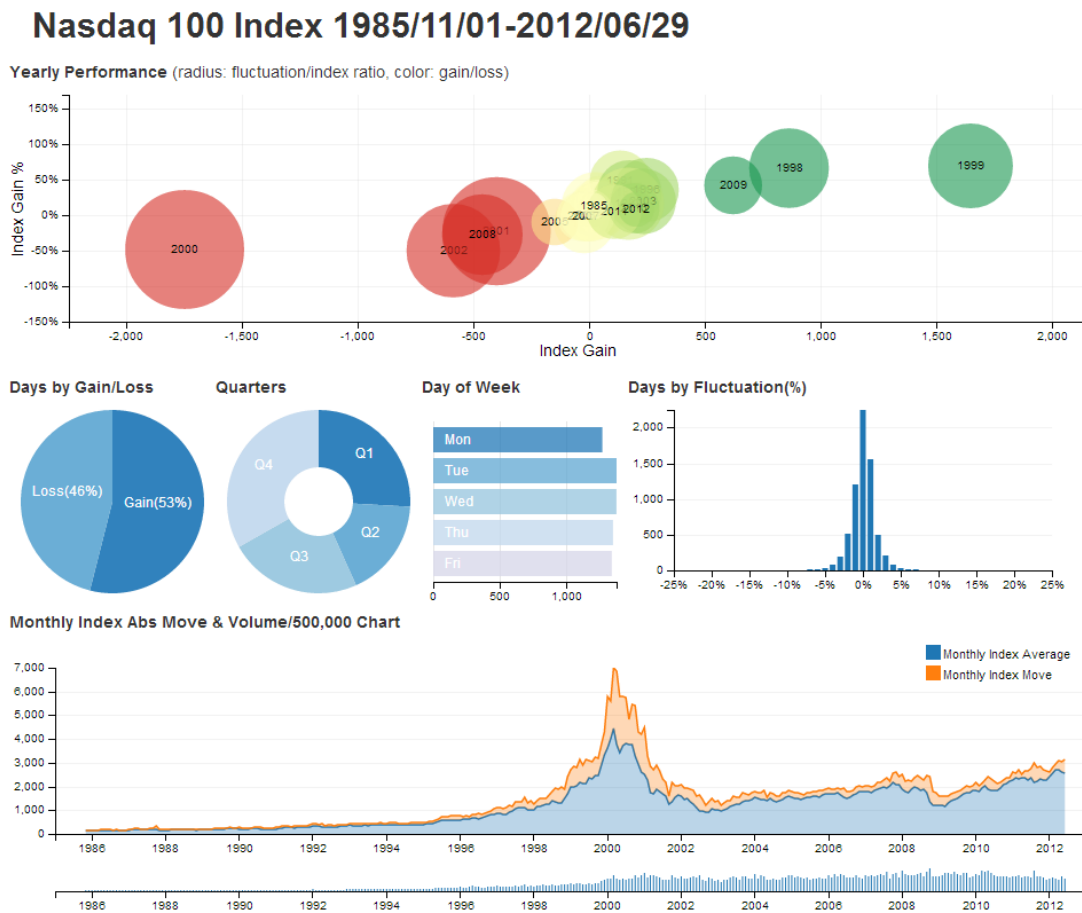 Nasdaq 100 Index 1985/11/01-2012/06/29
Yearly Performance (radius: fluctuation/index ratio, color: gain/loss)
150%
100%
50%
0%
-50%
-100%
-150%
Index Gain %
2000
2002
2008
2001
2005
1985
2007
2012
2009
1998
1999
-2,000 -1,500 -1,000 -500 0 500 1,000 1,500 2,000
Index Gain
Days by Gain/Loss Quarters Day of Week Days by Fluctuation(%)
Loss(46%)
Gain(53%)
Q1
Q2
Q3
Q4
Mon
Tue
Wed
Thu
Fri
0 500 1,000
2,000
1,500
1,000
500
0
-25% -20% -15% -10% -5% 0% 5% 10% 15% 20% 25%
Monthly Index Abs Move & Volume/500,000 Chart
Monthly Index Average
Monthly Index Move
7,000
6,000
5,000
4,000
3,000
2,000
1,000
0
1986 1988 1990 1992 1994 1996 1998 2000 2002 2004 2006 2008 2010 2012
1986 1988 1990 1992 1994 1996 1998 2000 2002 2004 2006 2008 2010 2012